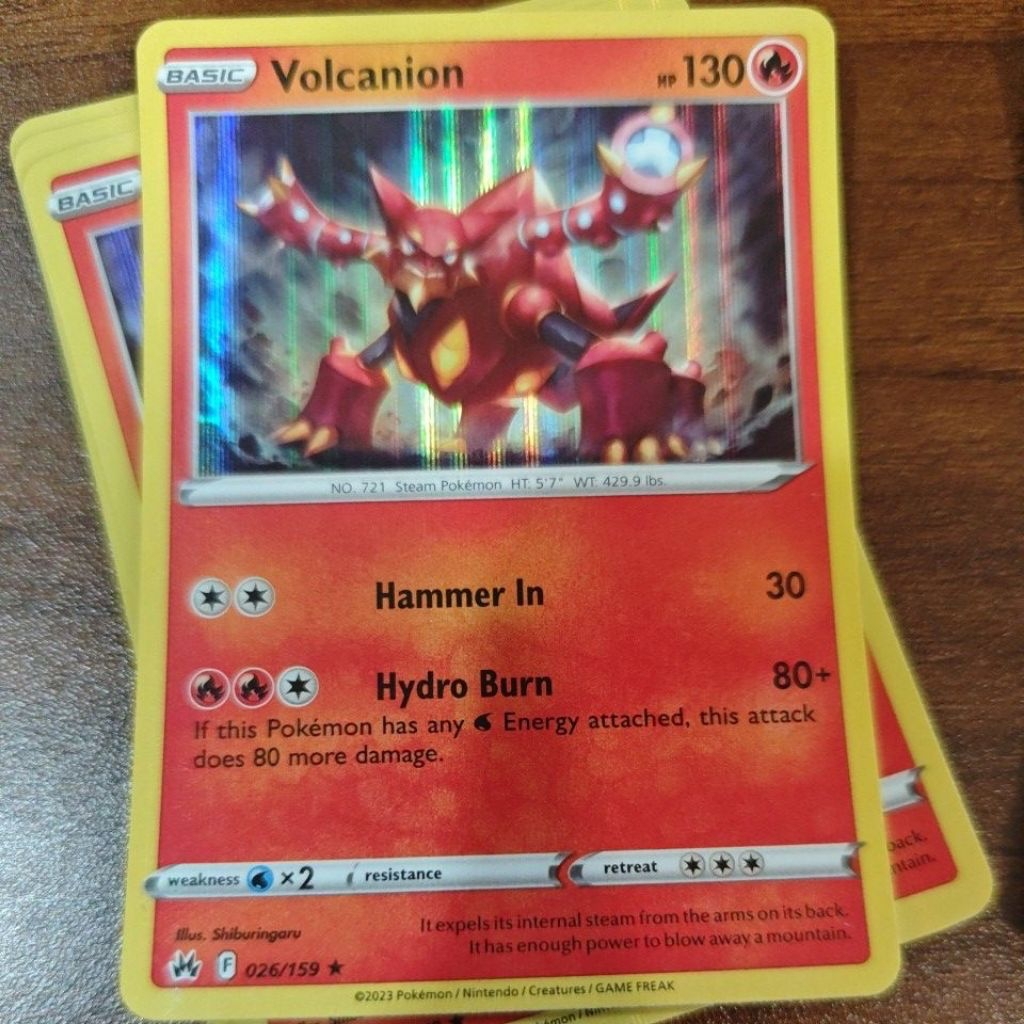 BASIC Volcanion HP 130
BASIC
NO. 721 Steam Pokémon HT: 5'7" WT: 429.9 lbs.
Hammer In 30
Hydro Burn 80+
If this Pokémon has any Energy attached, this attack
does 80 more damage.
weakness ×2 resistance retreat
back.
ntain.
Illus. Shiburingaru
It expels its internal steam from the arms on its back.
It has enough power to blow away a mountain.
F 026/159 ★
©2023 Pokémon / Nintendo / Creatures / GAME FREAK